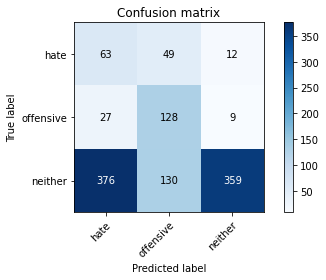 Confusion matrix
True label
hate
63 49 12
offensive
27 128 9
neither
376 130 359
hate
offensive
neither
Predicted label
350
300
250
200
150
100
50